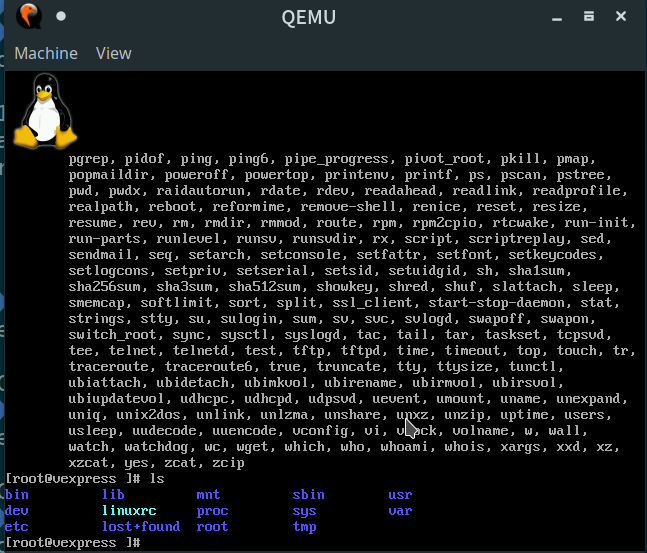 QEMU
Machine View
pgrep, pidof, ping, ping6, pipe_progress, pivot_root, pkill, pmap,
popmaildir, poweroff, powertop, printenv, printf, ps, pscan, pstree,
pwd, pwdx, raidautorun, rdate, rdev, readahead, readlink, readprofile,
realpath, reboot, reformime, remove-shell, renice, reset, resize,
resume, rev, rm, rmdir, rmmod, route, rpm, rpm2cpio, rtcwake, run-init,
run-parts, runlevel, runsv, runsvdir, rx, script, scriptreplay, sed,
sendmail, seq, setarch, setconsole, setfattr, setfont, setkeycodes,
setlogcons, setpriv, setserial, setsid, setuidgid, sh, sha1sum,
sha256sum, sha3sum, sha512sum, showkey, shred, shuf, slattach, sleep,
smemcap, softlimit, sort, split, ssl_client, start-stop-daemon, stat,
strings, stty, su, sulogin, sum, sv, svc, svlogd, swapoff, swapon,
switch_root, sync, sysctl, syslogd, tac, tail, tar, taskset, tcpsvd,
tee, telnet, telnetd, test, tftp, tftpd, time, timeout, top, touch, tr,
traceroute, traceroute6, true, truncate, tty, ttysize, tunctl,
ubiattach, ubidetach, ubimkvol, ubirename, ubirmvol, ubirsvol,
ubiupdatevol, udhcpc, udhcpd, udpsvd, uevent, umount, uname, unexpand,
uniq, unix2dos, unlink, unlzma, unshare, unxz, unzip, uptime, users,
usleep, uudecode, uuencode, vconfig, vi, vlock, volname, w, wall,
watch, watchdog, wc, wget, which, who, whoami, whois, xargs, xxd, xz,
xzcat, yes, zcat, zcip
[root@vexpress ]# ls
bin lib mnt sbin usr
dev linuxrc proc sys var
etc lost+found root tmp
[root@vexpress ]#